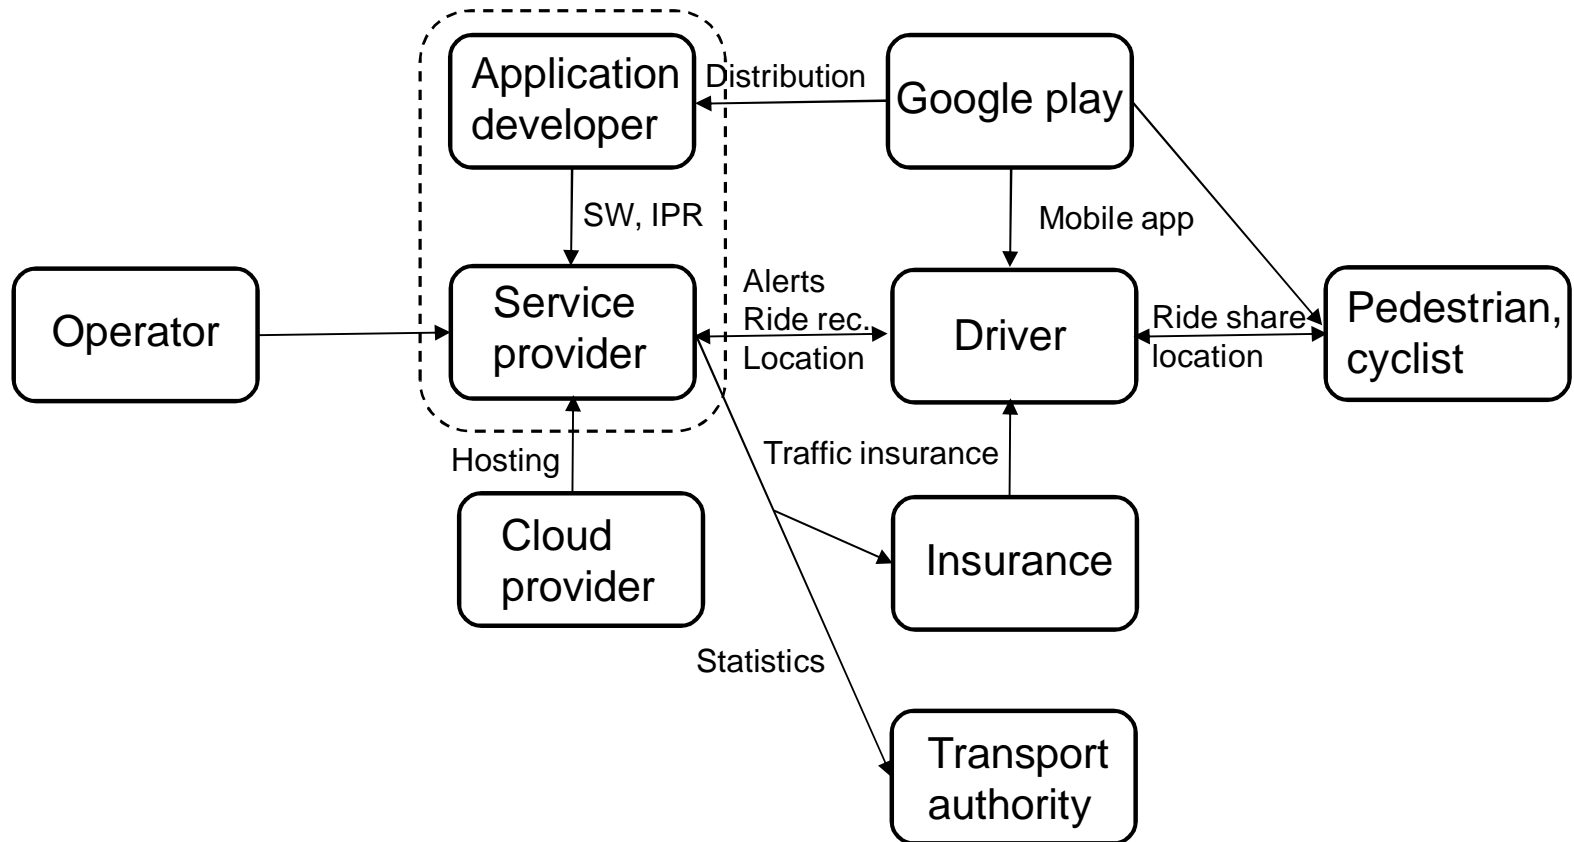 Application
developer
Distribution
Google play
SW, IPR
Mobile app
Operator
Service
provider
Alerts
Ride rec.
Location
Driver
Ride share
location
Pedestrian,
cyclist
Hosting
Traffic insurance
Cloud
provider
Insurance
Statistics
Transport
authority